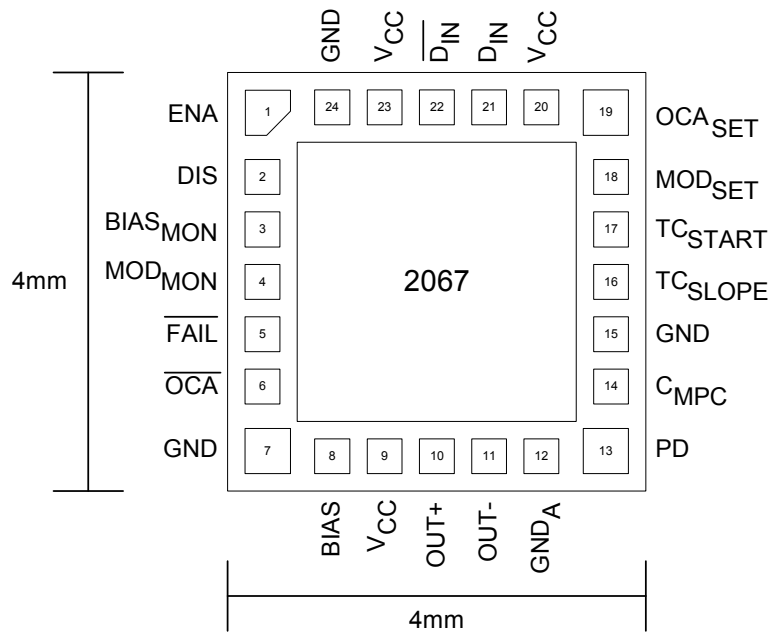 GND
VCC
DIN
DIN
VCC
ENA
1
24
23
22
21
20
19
OCASET
DIS
2
18
MODSET
BIASMON
3
17
TCSTART
4mm
MODMON
4
2067
16
TCSLOPE
FAIL
5
15
GND
OCA
6
14
CMPC
GND
7
8
9
10
11
12
13
PD
BIAS
VCC
OUT+
OUT-
GNDA
4mm